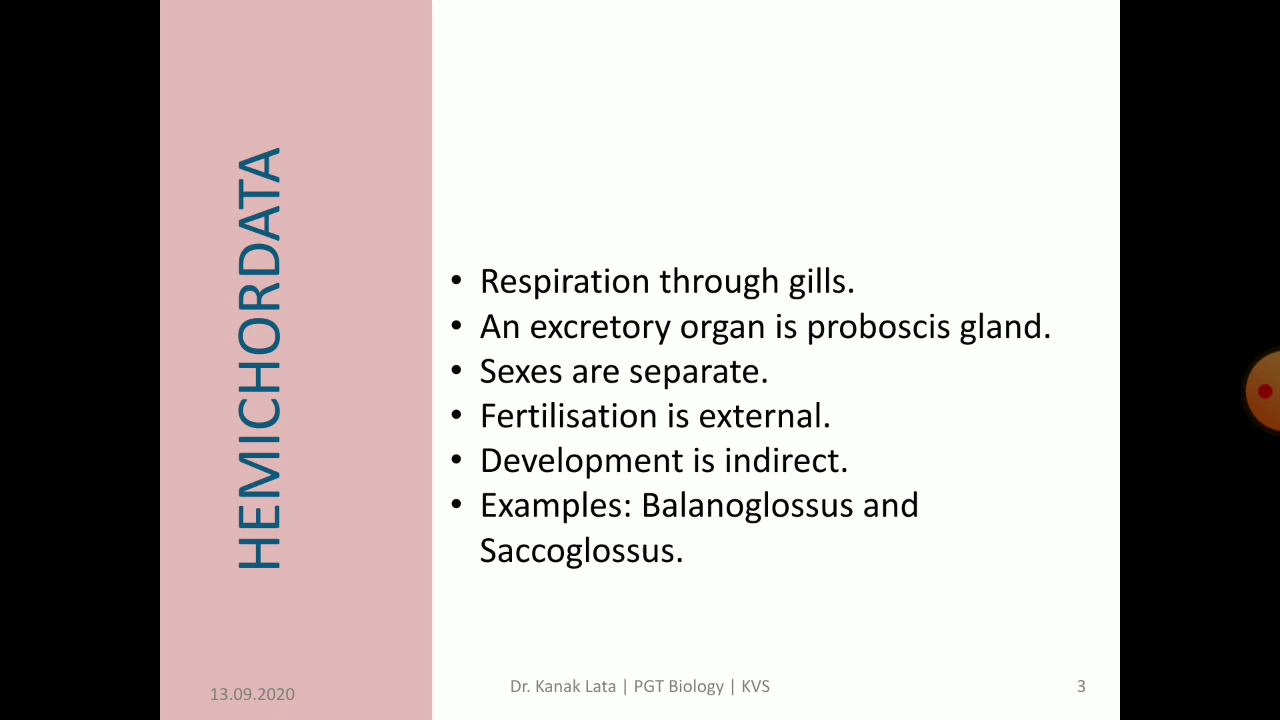 HEMICHORDATA
• Respiration through gills.
• An excretory organ is proboscis gland.
• Sexes are separate.
• Fertilisation is external.
• Development is indirect.
• Examples: Balanoglossus and
Saccoglossus.
13.09.2020
Dr. Kanak Lata | PGT Biology | KVS
3